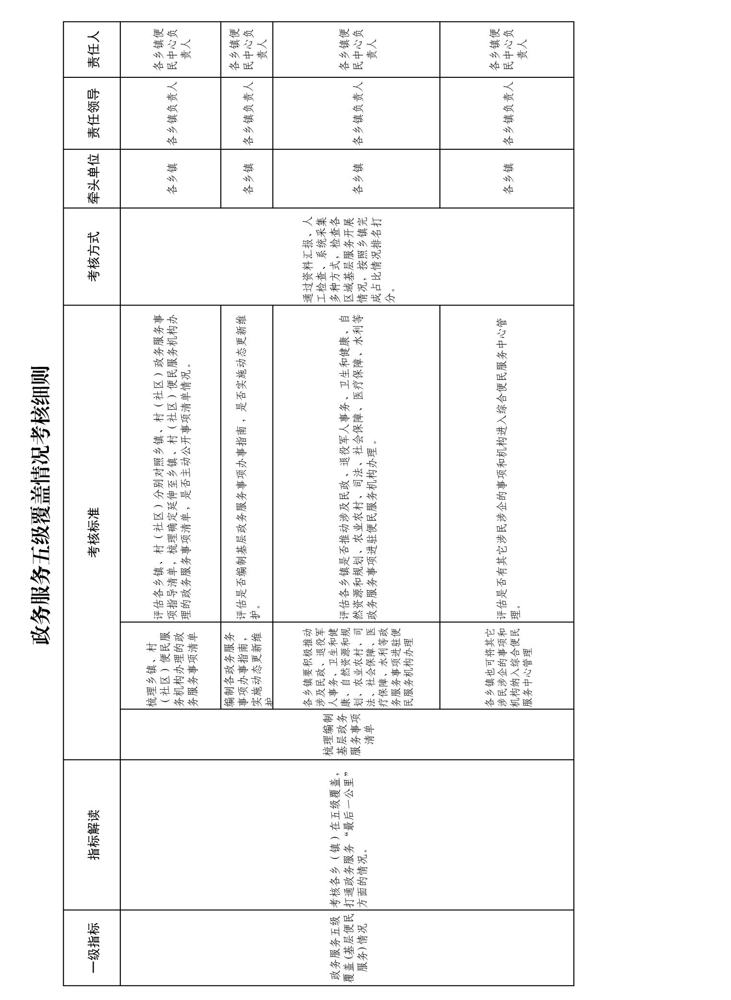 政务服务五级覆盖情况考核细则
一级指标
指标解读
考核标准
考核方式
牵头单位
责任领导
责任人
政务服务五级
覆盖(基层便民
服务)情况
考核各乡（镇）在五级覆盖，
打通政务服务“最后一公里”
方面的情况。
梳理编制
基层政务
服务事项
清单
梳理乡镇、村
（社区）便民服
务机构办理的政
务服务事项清单
评估各乡镇、村（社区）分别对照乡镇、村（社区）政务服务事
项指导清单，梳理确定延伸至乡镇、村（社区）便民服务机构办
理的政务服务事项清单，是否主动公开事项清单情况。
通过资料汇报、人
工检查、系统采集
多种方式，检查各
区域基层服务开展
情况，按照乡镇完
成占比情况排名打
分。
各乡镇
各乡镇负责人
各乡镇便
民中心负
责人
编制各政务服务
事项办事指南，
实施动态更新维
护
评估是否编制基层政务服务事项办事指南，是否实施动态更新维
护。
各乡镇
各乡镇负责人
各乡镇便
民中心负
责人
各乡镇要积极推动
涉及民政、退役军
人事务、卫生和健
康、自然资源和规
划、农业农村、司
法、社会保障、医
疗保障、水利等政
务服务事项进驻便
民服务机构办理
评估各乡镇是否推动涉及民政、退役军人事务、卫生和健康、自
然资源和规划、农业农村、司法、社会保障、医疗保障、水利等
政务服务事项进驻便民服务机构办理。
各乡镇
各乡镇负责人
各乡镇便
民中心负
责人
各乡镇也可将其它
涉民涉企的事项和
机构纳入综合便民
服务中心管理
评估是否有其它涉民涉企的事项和机构进入综合便民服务中心管
理。
各乡镇
各乡镇负责人
各乡镇便
民中心负
责人